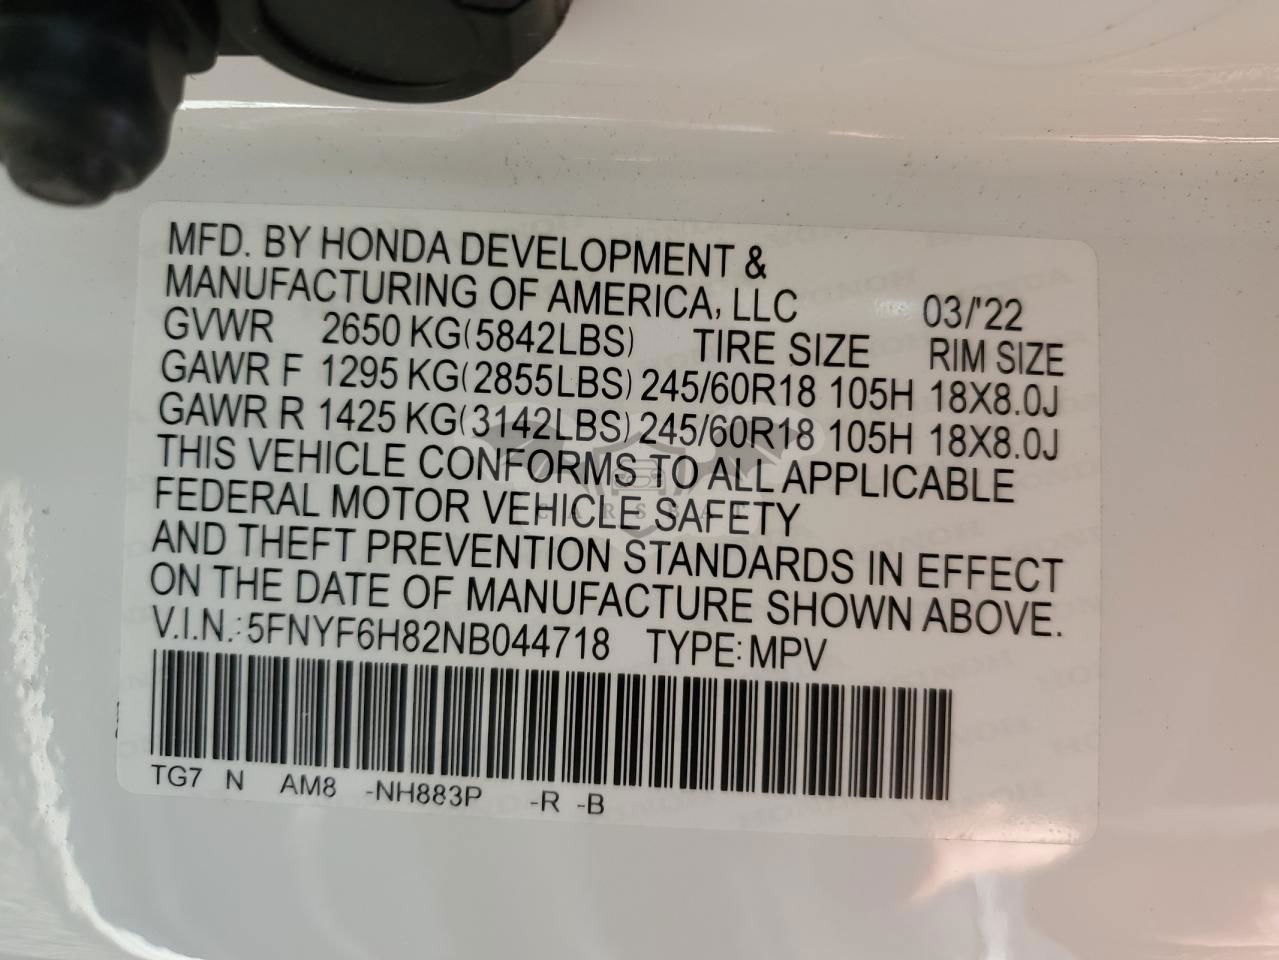 MFD. BY HONDA DEVELOPMENT &
MANUFACTURING OF AMERICA, LLC 03/'22
GVWR 2650 KG(5842LBS) TIRE SIZE RIM SIZE
GAWR F 1295 KG(2855LBS) 245/60R18 105H 18X8.0J
GAWR R 1425 KG(3142LBS) 245/60R18 105H 18X8.0J
THIS VEHICLE CONFORMS TO ALL APPLICABLE
FEDERAL MOTOR VEHICLE SAFETY
AND THEFT PREVENTION STANDARDS IN EFFECT
ON THE DATE OF MANUFACTURE SHOWN ABOVE.
V.I.N.: 5FNYF6H82NB044718 TYPE: MPV
TG7 N AM8 -NH883P -R -B